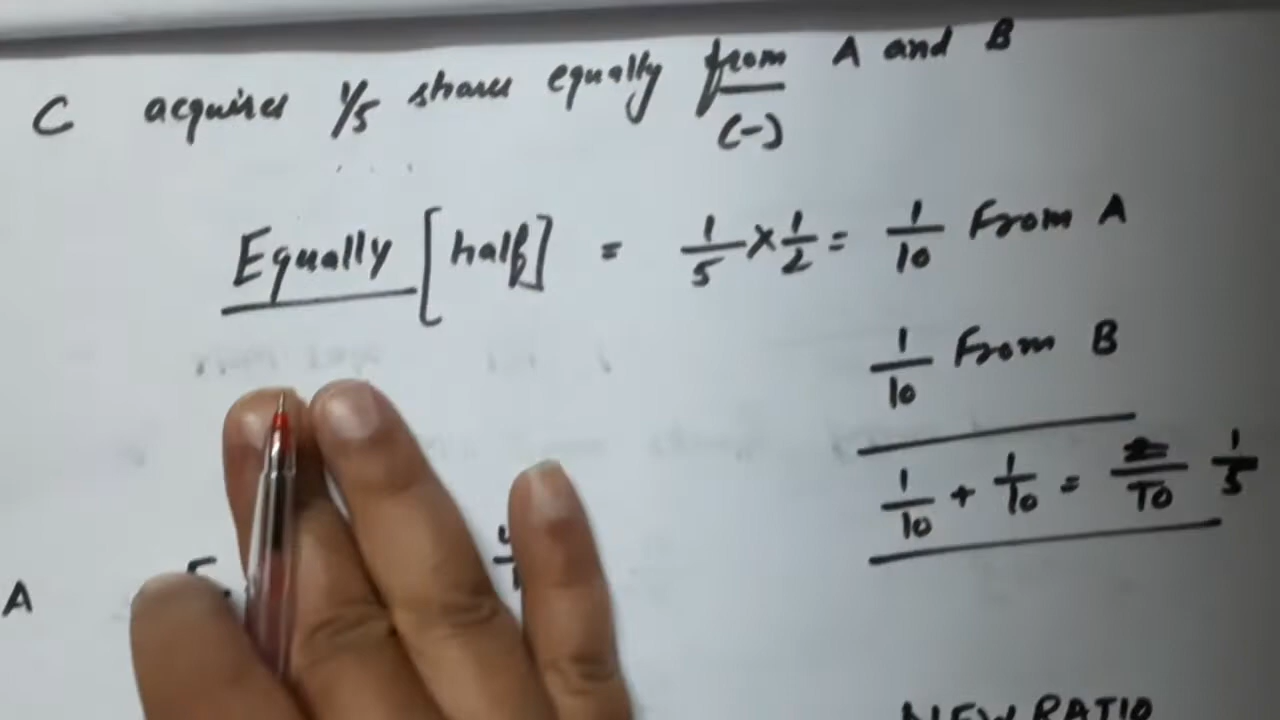 C acquires 1/5 shares equally from A and B
(-)
Equally [half] = 1/5 × 1/2 = 1/10 From A
1/10 From B
1/10 + 1/10 = 2/10 1/5
A 5
NEW RATIO